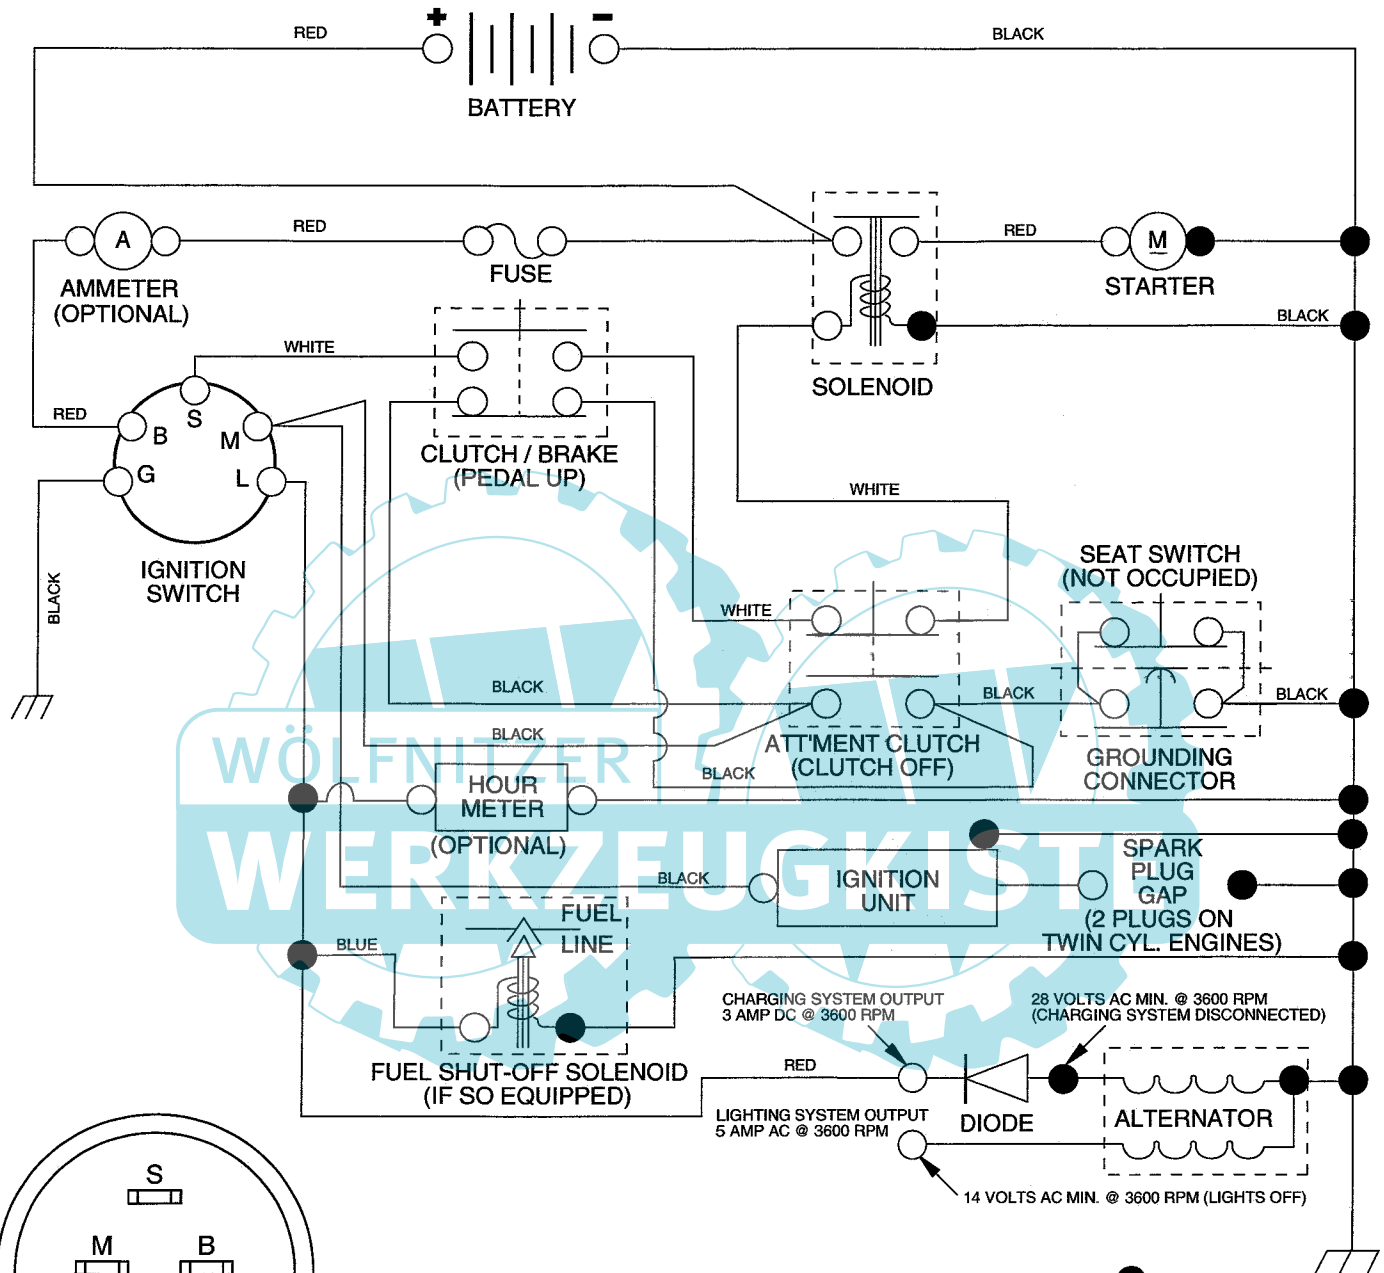 + −
RED
BLACK
BATTERY
A
RED
FUSE
RED
M
STARTER
AMMETER
(OPTIONAL)
BLACK
SOLENOID
WHITE
S
RED
B
M
G
L
CLUTCH / BRAKE
(PEDAL UP)
WHITE
IGNITION
SWITCH
BLACK
SEAT SWITCH
(NOT OCCUPIED)
WHITE
BLACK
BLACK
BLACK
BLACK
ATT'MENT CLUTCH
(CLUTCH OFF)
GROUNDING
CONNECTOR
WÖLFNITZER
WERKZEUGKISTE
BLACK
HOUR
METER
(OPTIONAL)
BLACK
IGNITION
UNIT
SPARK
PLUG
GAP
(2 PLUGS ON
TWIN CYL. ENGINES)
BLUE
FUEL
LINE
FUEL SHUT-OFF SOLENOID
(IF SO EQUIPPED)
CHARGING SYSTEM OUTPUT
3 AMP DC @ 3600 RPM
28 VOLTS AC MIN. @ 3600 RPM
(CHARGING SYSTEM DISCONNECTED)
RED
DIODE
ALTERNATOR
LIGHTING SYSTEM OUTPUT
5 AMP AC @ 3600 RPM
14 VOLTS AC MIN. @ 3600 RPM (LIGHTS OFF)
S
M
B